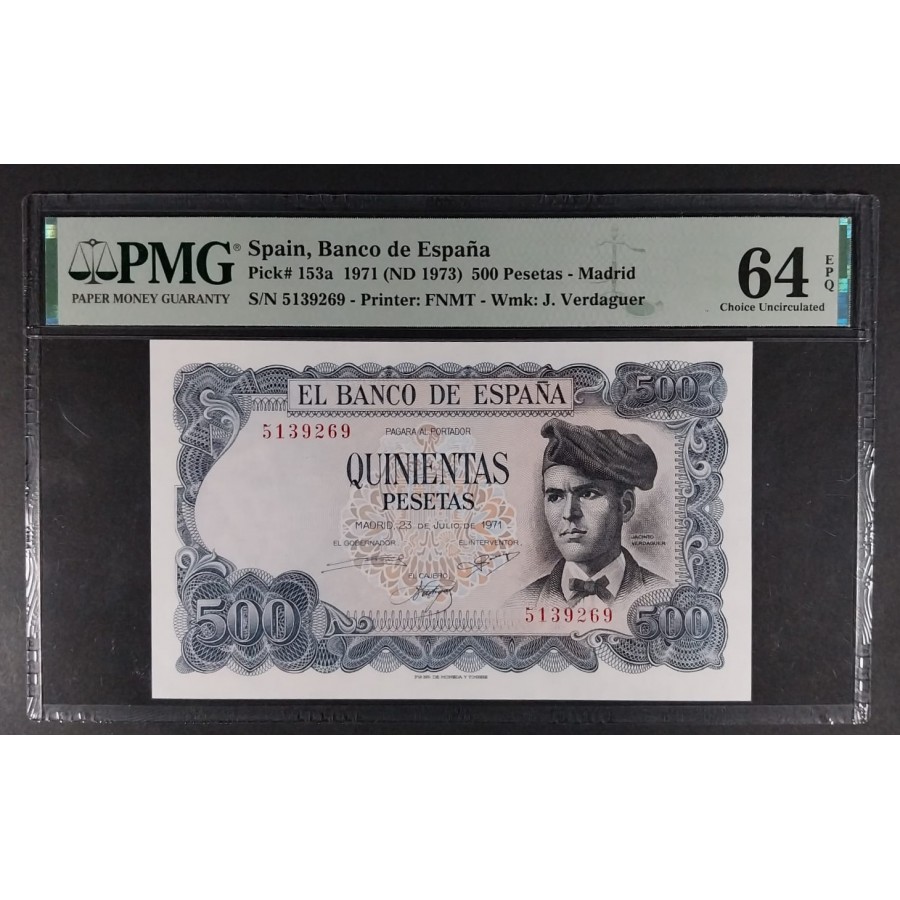 PMG®
PAPER MONEY GUARANTY
Spain, Banco de España
Pick# 153a 1971 (ND 1973) 500 Pesetas - Madrid
S/N 5139269 - Printer: FNMT - Wmk: J. Verdaguer
64
EPQ
Choice Uncirculated
EL BANCO DE ESPAÑA
500
5139269
PAGARA AL PORTADOR
QUINIENTAS
PESETAS
MADRID, 23 DE JULIO DE 1971
EL GOBERNADOR
EL INTERVENTOR
EL CAJERO
JACINTO
VERDAGUER
5139269
500
500